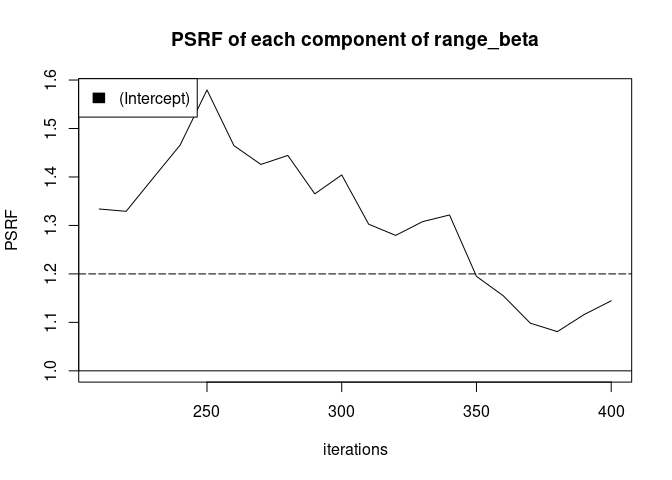 PSRF of each component of range_beta
(Intercept)
PSRF
1.6
1.5
1.4
1.3
1.2
1.1
1.0
250 300 350 400
iterations